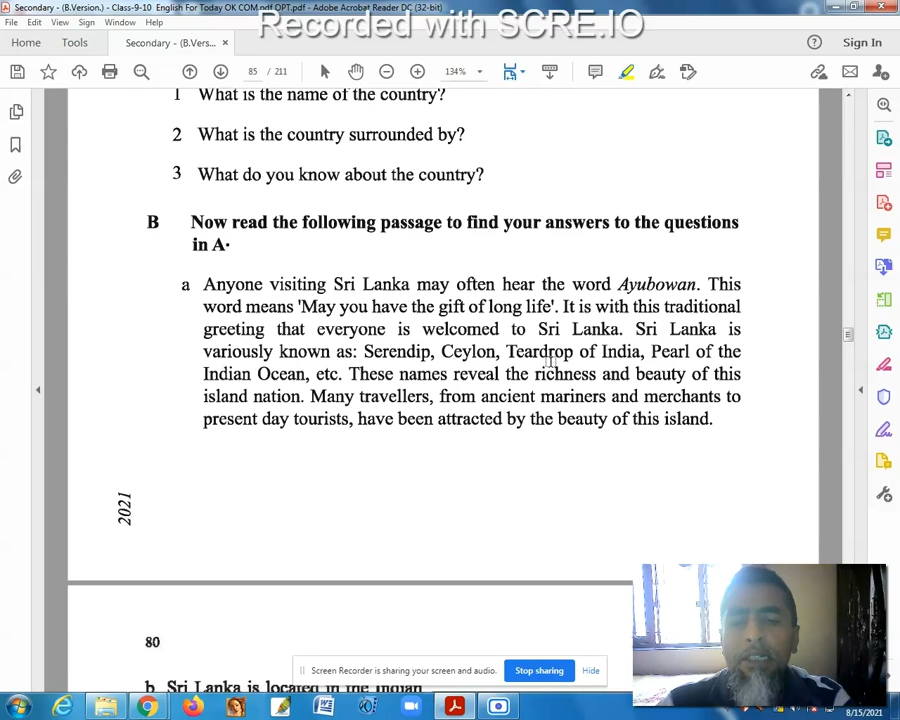 Secondary - (B.Version.) - Class-9-10 English For Today OK COM.pdf OPT.pdf - Adobe Acrobat Reader DC (32-bit)
Recorded with SCRE.IO
Edit View Sign Window Help
Home Tools Secondary - (B.Vers... × Sign In
85 / 211 134%
1 What is the name of the country?
2 What is the country surrounded by?
3 What do you know about the country?
B Now read the following passage to find your answers to the questions
in A·
a Anyone visiting Sri Lanka may often hear the word Ayubowan. This
word means 'May you have the gift of long life'. It is with this traditional
greeting that everyone is welcomed to Sri Lanka. Sri Lanka is
variously known as: Serendip, Ceylon, Teardrop of India, Pearl of the
Indian Ocean, etc. These names reveal the richness and beauty of this
island nation. Many travellers, from ancient mariners and merchants to
present day tourists, have been attracted by the beauty of this island.
2021
80
b Sri Lanka is located in the Indian
Screen Recorder is sharing your screen and audio. Stop sharing Hide
8/15/2021